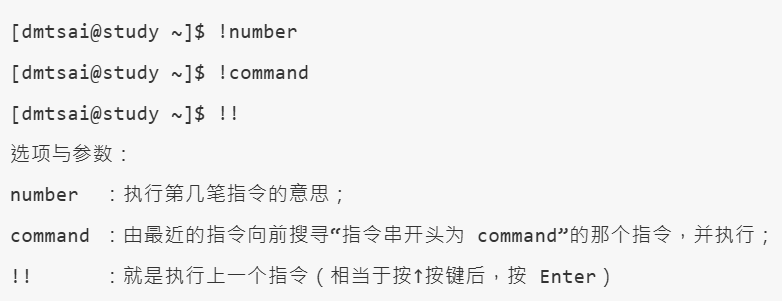 [dmtsai@study ~]$ !number
[dmtsai@study ~]$ !command
[dmtsai@study ~]$ !!
选项与参数：
number  ：执行第几笔指令的意思；
command ：由最近的指令向前搜寻“指令串开头为 command”的那个指令，并执行；
!!      ：就是执行上一个指令（相当于按↑按键后，按 Enter）